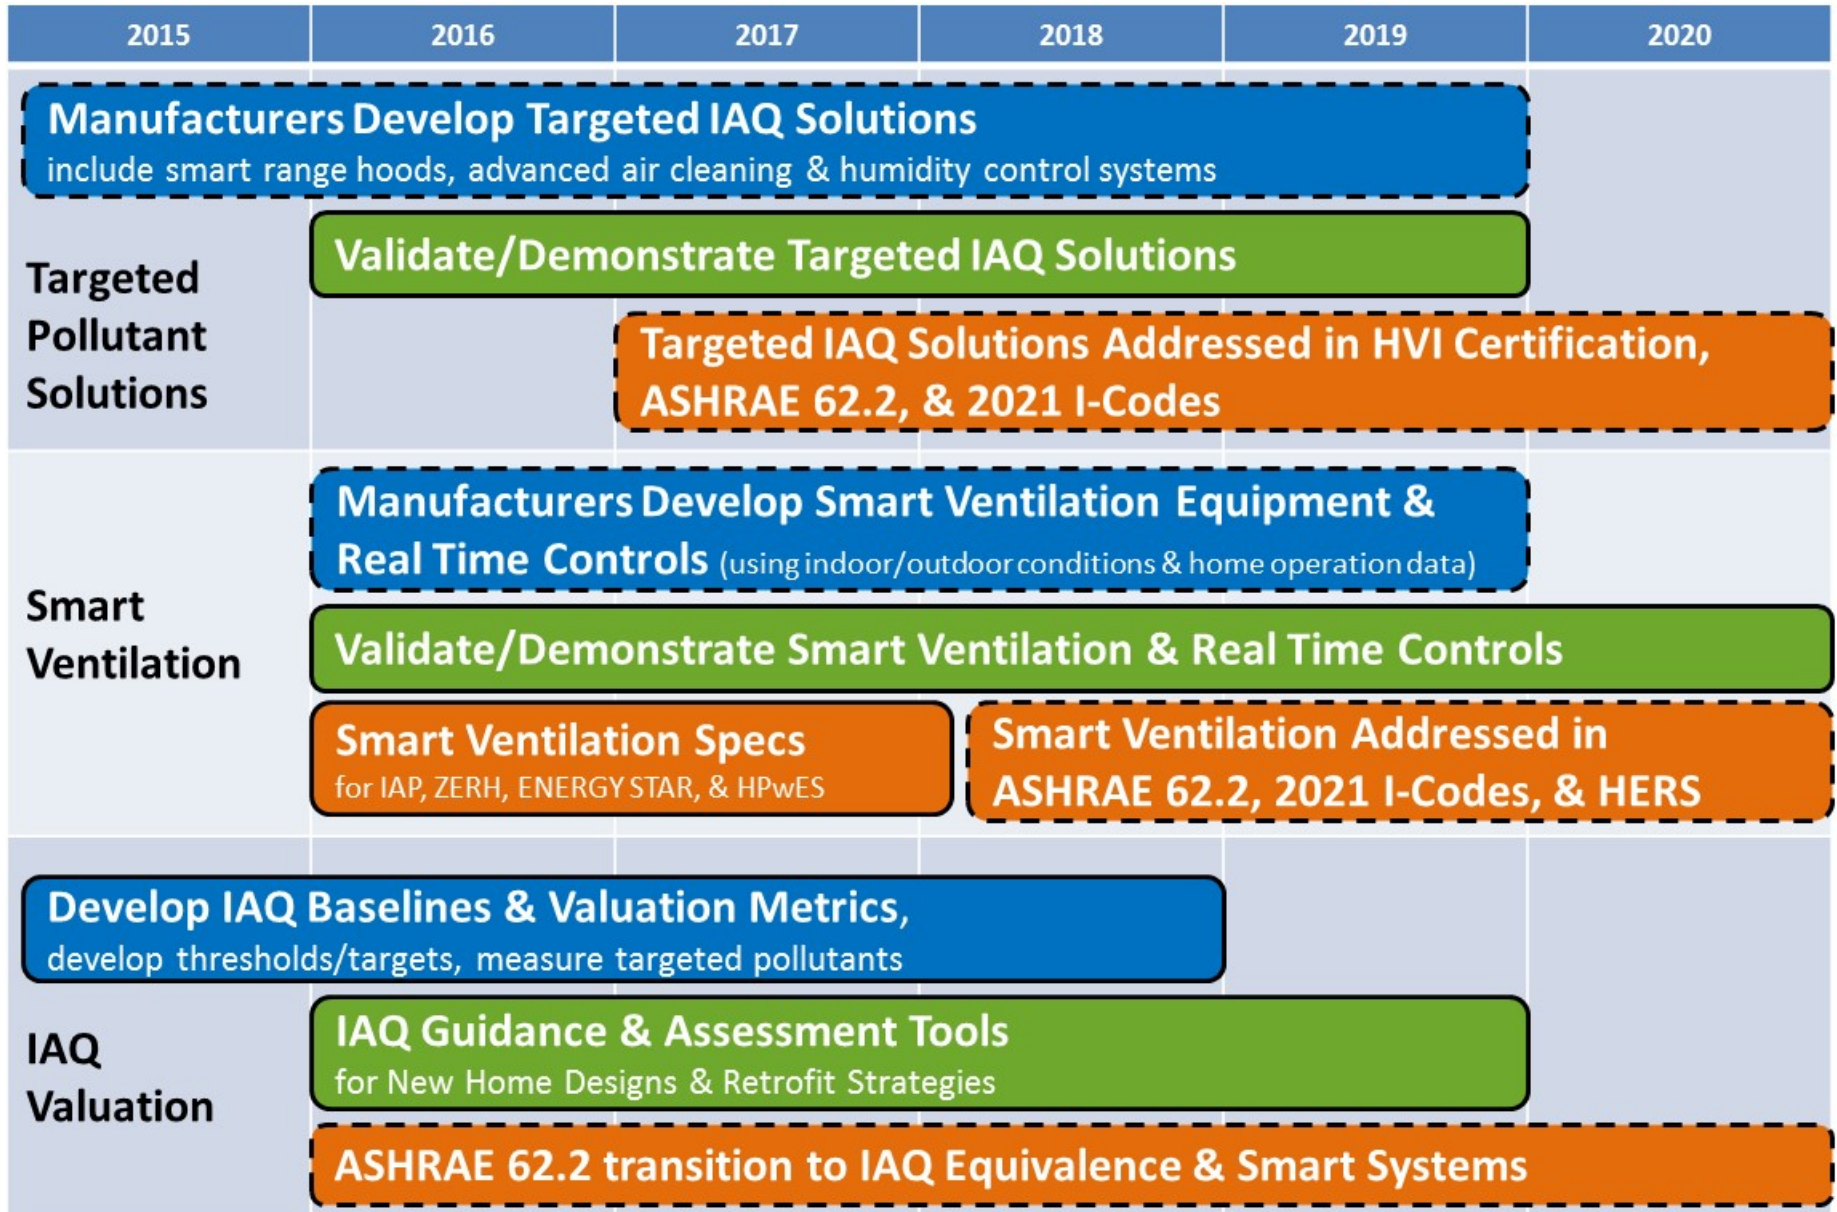 2015 2016 2017 2018 2019 2020
Manufacturers Develop Targeted IAQ Solutions
include smart range hoods, advanced air cleaning & humidity control systems
Validate/Demonstrate Targeted IAQ Solutions
Targeted
Pollutant
Solutions
Targeted IAQ Solutions Addressed in HVI Certification,
ASHRAE 62.2, & 2021 I-Codes
Manufacturers Develop Smart Ventilation Equipment &
Real Time Controls (using indoor/outdoor conditions & home operation data)
Smart
Ventilation
Validate/Demonstrate Smart Ventilation & Real Time Controls
Smart Ventilation Specs
for IAP, ZERH, ENERGY STAR, & HPwES
Smart Ventilation Addressed in
ASHRAE 62.2, 2021 I-Codes, & HERS
Develop IAQ Baselines & Valuation Metrics,
develop thresholds/targets, measure targeted pollutants
IAQ
Valuation
IAQ Guidance & Assessment Tools
for New Home Designs & Retrofit Strategies
ASHRAE 62.2 transition to IAQ Equivalence & Smart Systems